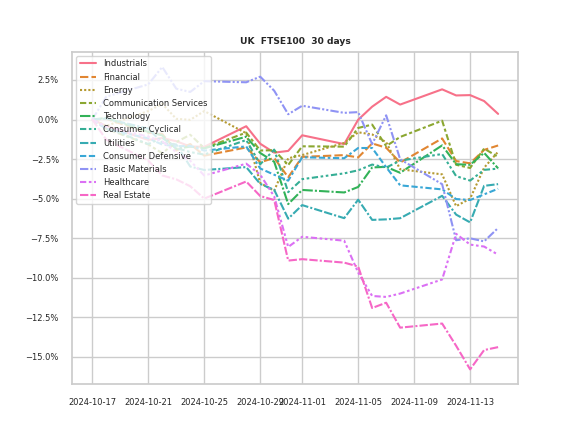 UK  FTSE100  30 days
Industrials
Financial
Energy
Communication Services
Technology
Consumer Cyclical
Utilities
Consumer Defensive
Basic Materials
Healthcare
Real Estate
2.5%
0.0%
−2.5%
−5.0%
−7.5%
−10.0%
−12.5%
−15.0%
2024-10-17 2024-10-21 2024-10-25 2024-10-29 2024-11-01 2024-11-05 2024-11-09 2024-11-13